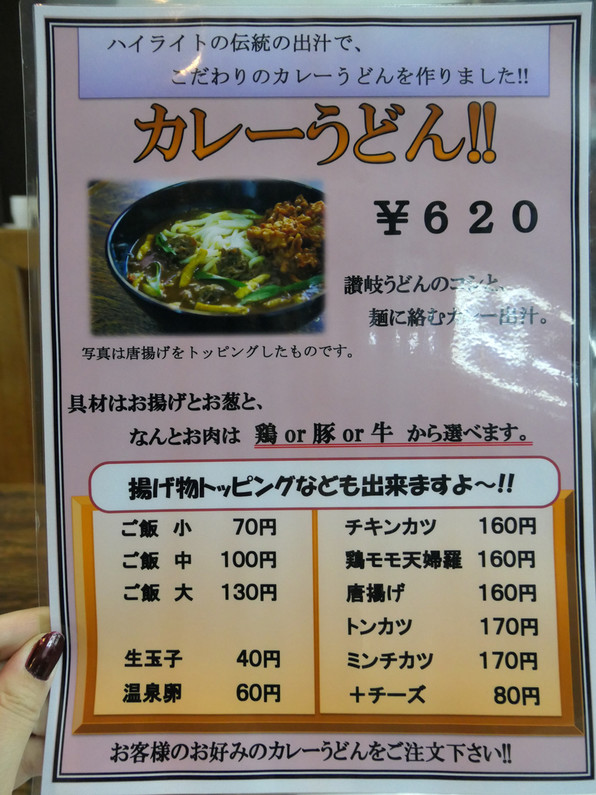 ハイライトの伝統の出汁で、
こだわりのカレーうどんを作りました!!
カレーうどん!!
￥６２０
讃岐うどんのコシと、
麺に絡むカレー出汁。
写真は唐揚げをトッピングしたものです。
具材はお揚げとお葱と、
なんとお肉は 鶏 or 豚 or 牛 から選べます。
揚げ物トッピングなども出来ますよ～!!
ご飯 小 70円
ご飯 中 100円
ご飯 大 130円
生玉子 40円
温泉卵 60円
チキンカツ 160円
鶏モモ天婦羅 160円
唐揚げ 160円
トンカツ 170円
ミンチカツ 170円
＋チーズ 80円
お客様のお好みのカレーうどんをご注文下さい!!